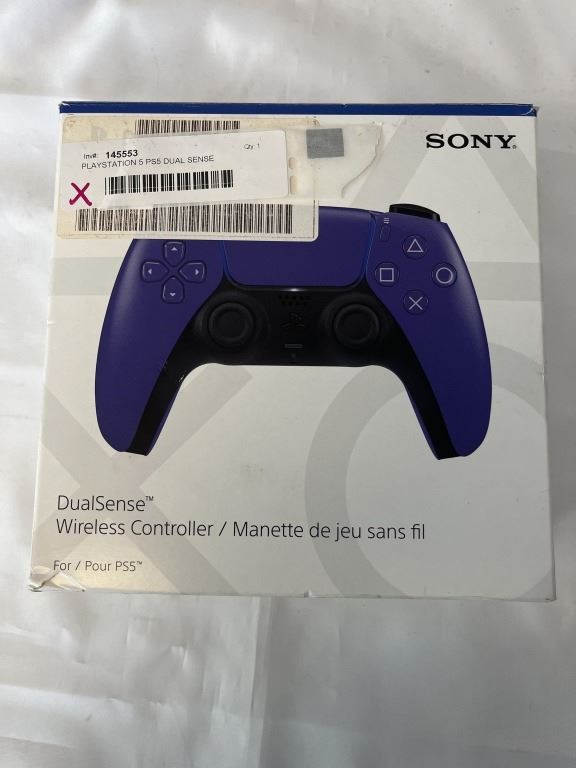 SONY®
Inv#: 145553 Qty: 1
PLAYSTATION 5 PS5 DUAL SENSE
X
DualSense™
Wireless Controller / Manette de jeu sans fil
For / Pour PS5™